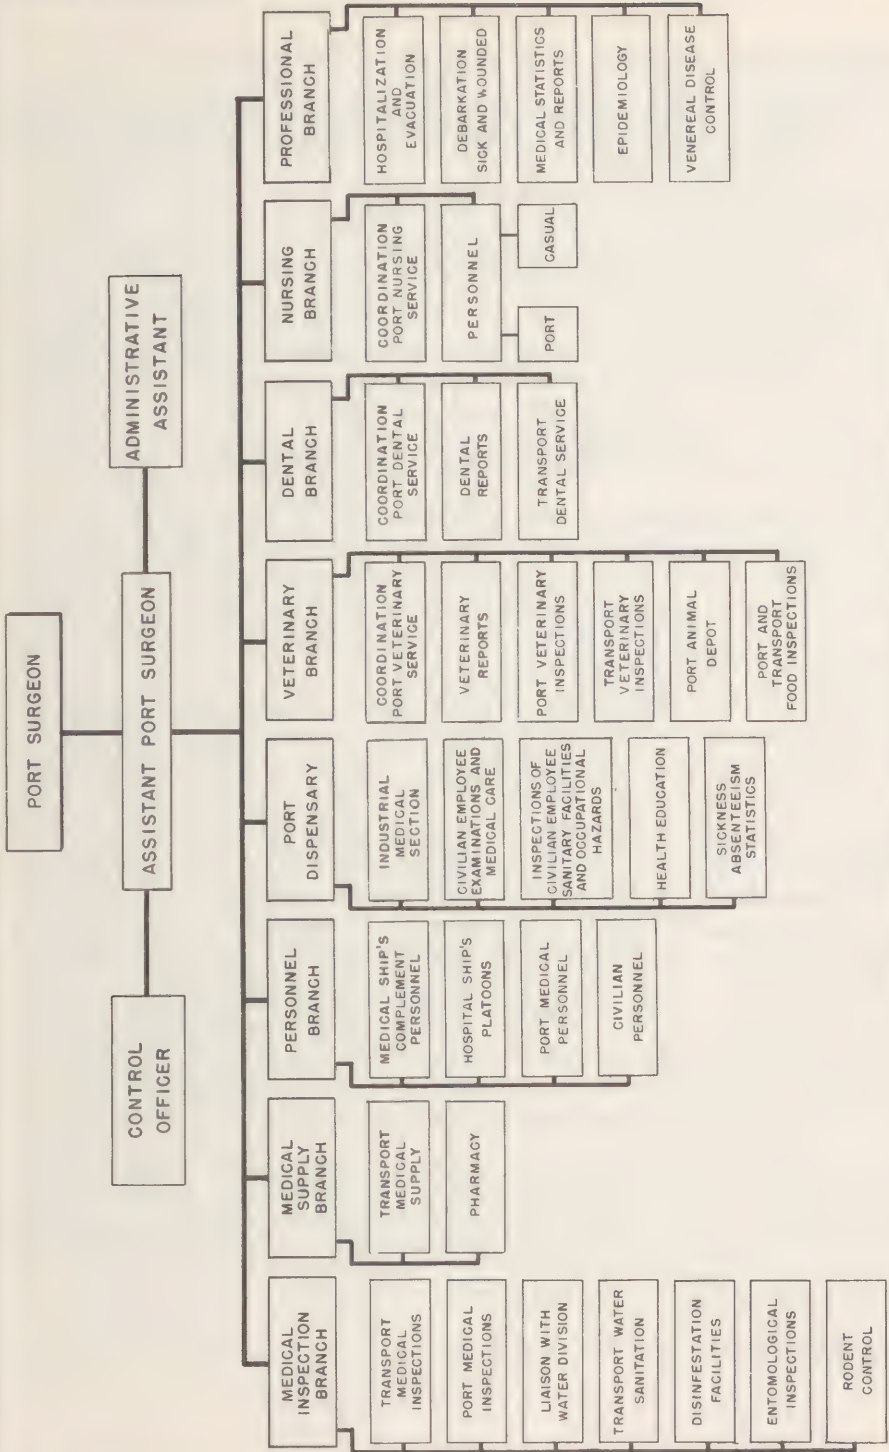 PORT SURGEON
CONTROL
OFFICER
ASSISTANT PORT SURGEON
ADMINISTRATIVE
ASSISTANT
MEDICAL
INSPECTION
BRANCH
TRANSPORT
MEDICAL
INSPECTIONS
PORT MEDICAL
INSPECTIONS
LIAISON WITH
WATER DIVISION
TRANSPORT WATER
SANITATION
DISINFESTATION
FACILITIES
ENTOMOLOGICAL
INSPECTIONS
RODENT
CONTROL
MEDICAL
SUPPLY
BRANCH
TRANSPORT
MEDICAL
SUPPLY
PHARMACY
PERSONNEL
BRANCH
MEDICAL SHIP'S
COMPLEMENT
PERSONNEL
HOSPITAL SHIP'S
PLATOONS
PORT MEDICAL
PERSONNEL
CIVILIAN
PERSONNEL
PORT
DISPENSARY
INDUSTRIAL
MEDICAL
SECTION
CIVILIAN EMPLOYEE
EXAMINATIONS AND
MEDICAL CARE
INSPECTIONS OF
CIVILIAN EMPLOYEE
SANITARY FACILITIES
AND OCCUPATIONAL
HAZARDS
HEALTH EDUCATION
SICKNESS
ABSENTEEISM
STATISTICS
VETERINARY
BRANCH
COORDINATION
PORT VETERINARY
SERVICE
VETERINARY
REPORTS
PORT VETERINARY
INSPECTIONS
TRANSPORT
VETERINARY
INSPECTIONS
PORT ANIMAL
DEPOT
PORT AND
TRANSPORT
FOOD INSPECTIONS
DENTAL
BRANCH
COORDINATION
PORT DENTAL
SERVICE
DENTAL
REPORTS
TRANSPORT
DENTAL SERVICE
NURSING
BRANCH
COORDINATION
PORT NURSING
SERVICE
PERSONNEL
PORT
CASUAL
PROFESSIONAL
BRANCH
HOSPITALIZATION
AND
EVACUATION
DEBARKATION
SICK AND WOUNDED
MEDICAL STATISTICS
AND REPORTS
EPIDEMIOLOGY
VENEREAL DISEASE
CONTROL